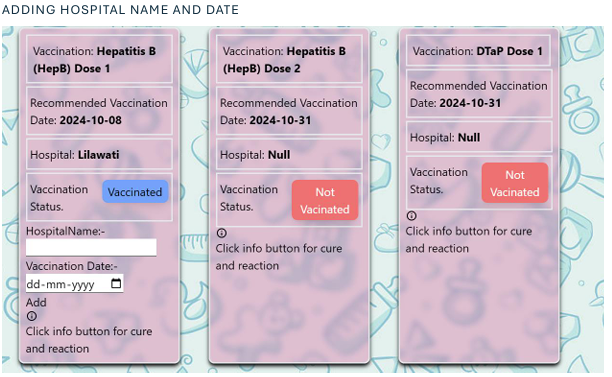 ADDING HOSPITAL NAME AND DATE
Vaccination: Hepatitis B
(HepB) Dose 1
Recommended Vaccination
Date: 2024-10-08
Hospital: Lilawati
Vaccination
Status.
Vaccinated
HospitalName:-
Vaccination Date:-
dd-mm-yyyy
Add
Click info button for cure
and reaction
Vaccination: Hepatitis B
(HepB) Dose 2
Recommended Vaccination
Date: 2024-10-31
Hospital: Null
Vaccination
Status.
Not
Vacinated
Click info button for cure
and reaction
Vaccination: DTaP Dose 1
Recommended Vaccination
Date: 2024-10-31
Hospital: Null
Vaccination
Status.
Not
Vacinated
Click info button for cure
and reaction